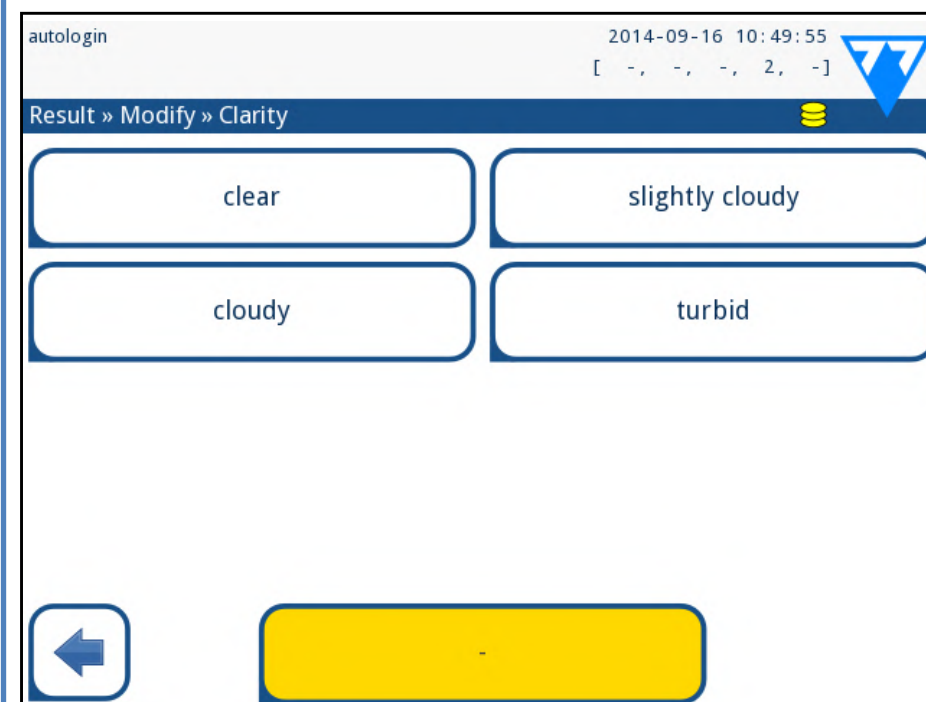 autologin
2014-09-16 10:49:55
[ -, -, -, 2, -]
Result » Modify » Clarity
clear
slightly cloudy
cloudy
turbid
-